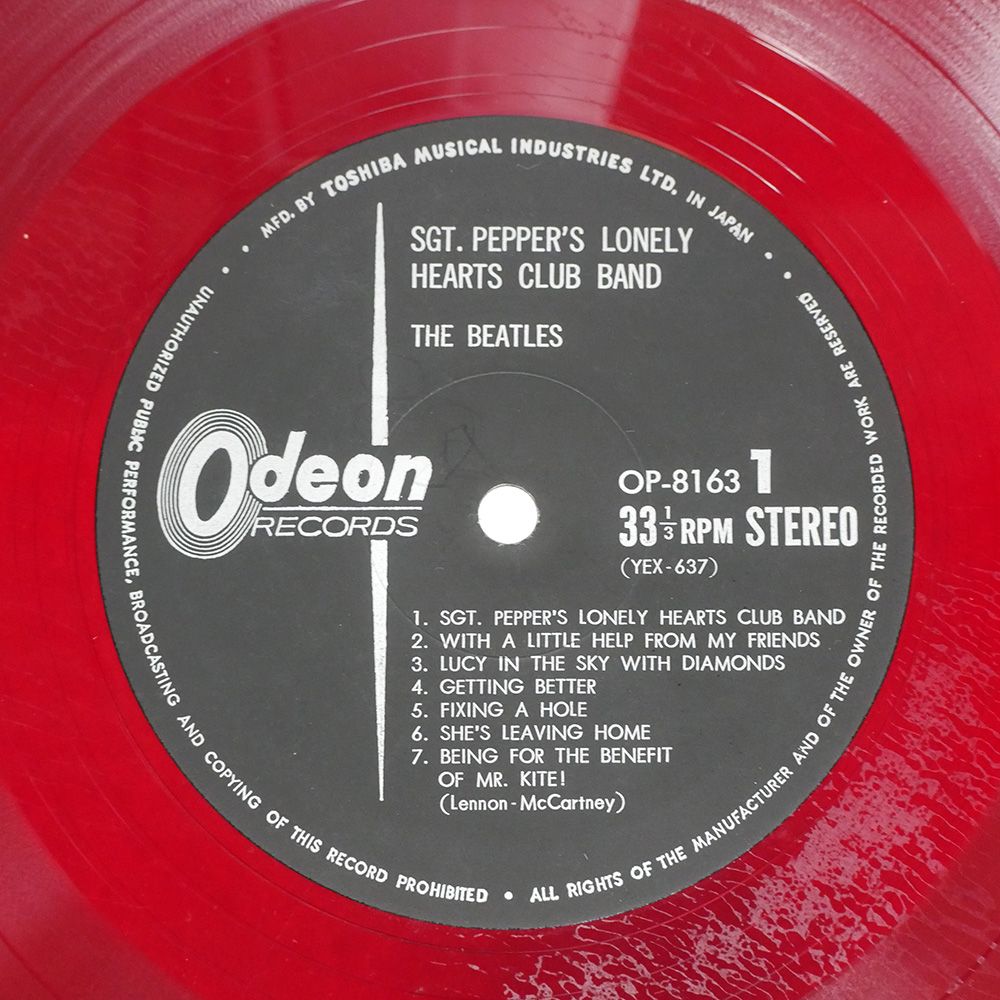 MFD. BY TOSHIBA MUSICAL INDUSTRIES LTD. IN JAPAN
SGT. PEPPER'S LONELY
HEARTS CLUB BAND
THE BEATLES
Odeon
RECORDS
OP-8163 1
33 1/3 RPM STEREO
(YEX-637)
1. SGT. PEPPER'S LONELY HEARTS CLUB BAND
2. WITH A LITTLE HELP FROM MY FRIENDS
3. LUCY IN THE SKY WITH DIAMONDS
4. GETTING BETTER
5. FIXING A HOLE
6. SHE'S LEAVING HOME
7. BEING FOR THE BENEFIT
OF MR. KITE!
(Lennon-McCartney)
UNAUTHORIZED PUBLIC PERFORMANCE, BROADCASTING AND COPYING OF THIS RECORD PROHIBITED • ALL RIGHTS OF THE MANUFACTURER AND OF THE OWNER OF THE RECORDED WORK ARE RESERVED